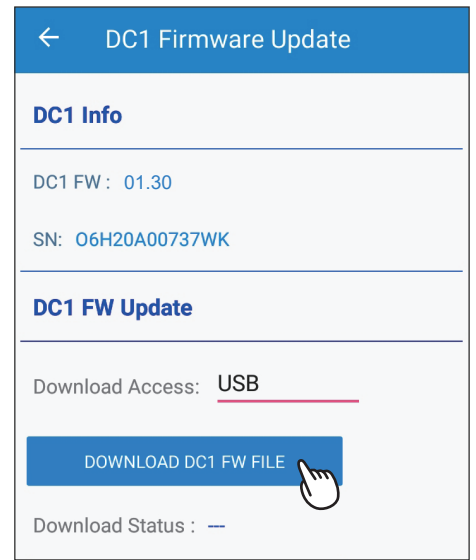 DC1 Firmware Update
DC1 Info
DC1 FW : 01.30
SN: O6H20A00737WK
DC1 FW Update
Download Access: USB
DOWNLOAD DC1 FW FILE
Download Status : ---